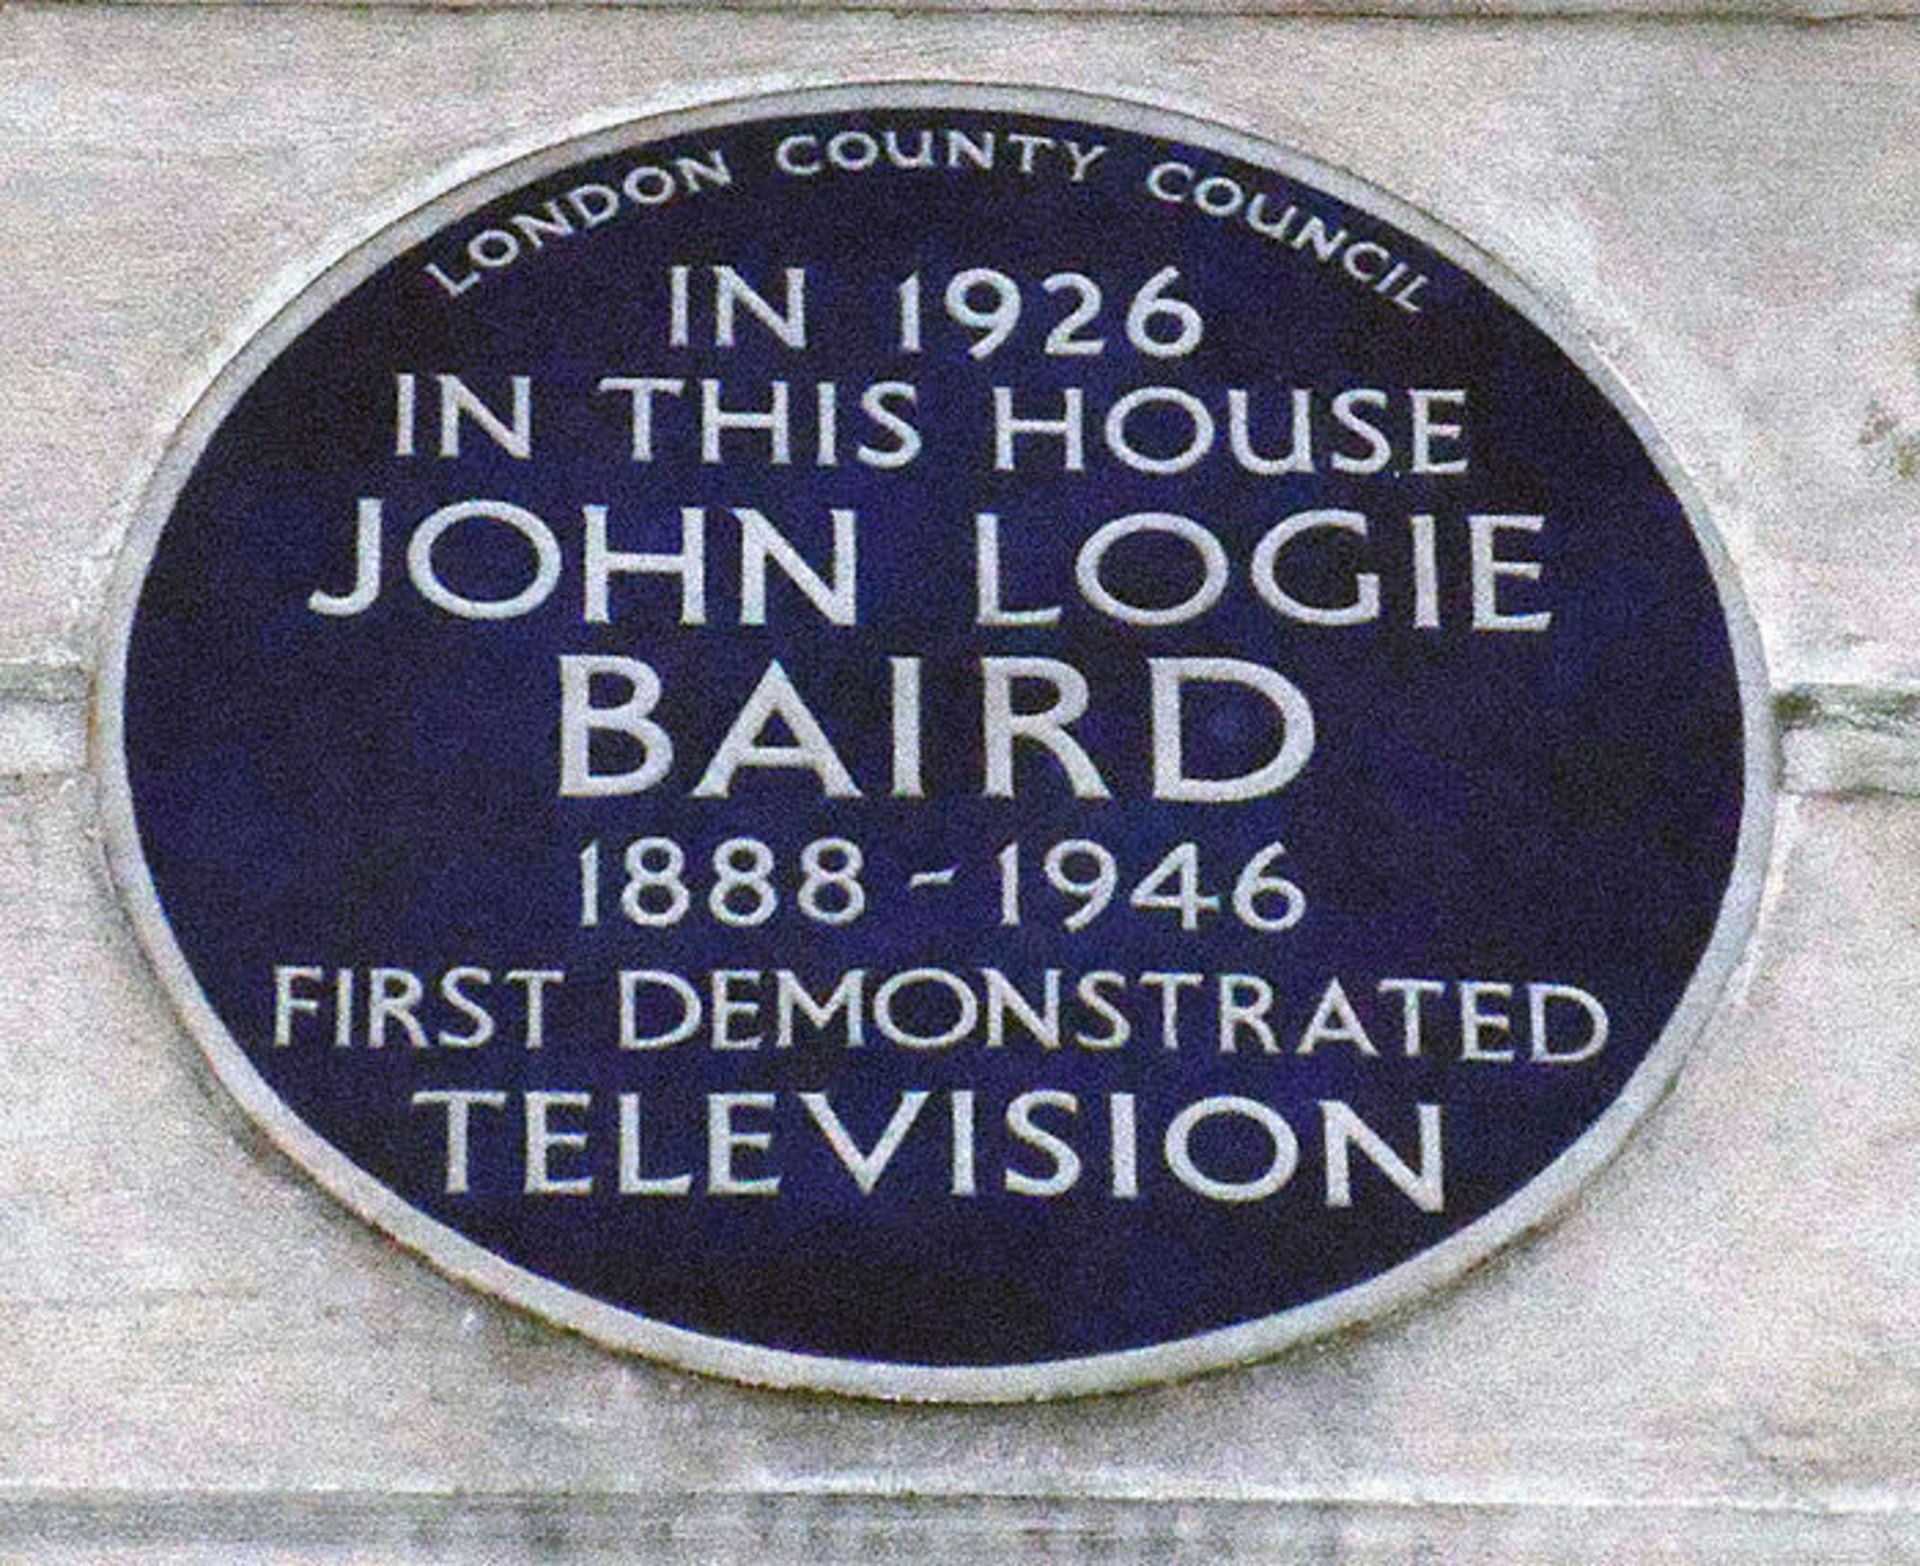 LONDON COUNTY COUNCIL
IN 1926
IN THIS HOUSE
JOHN LOGIE
BAIRD
1888-1946
FIRST DEMONSTRATED
TELEVISION